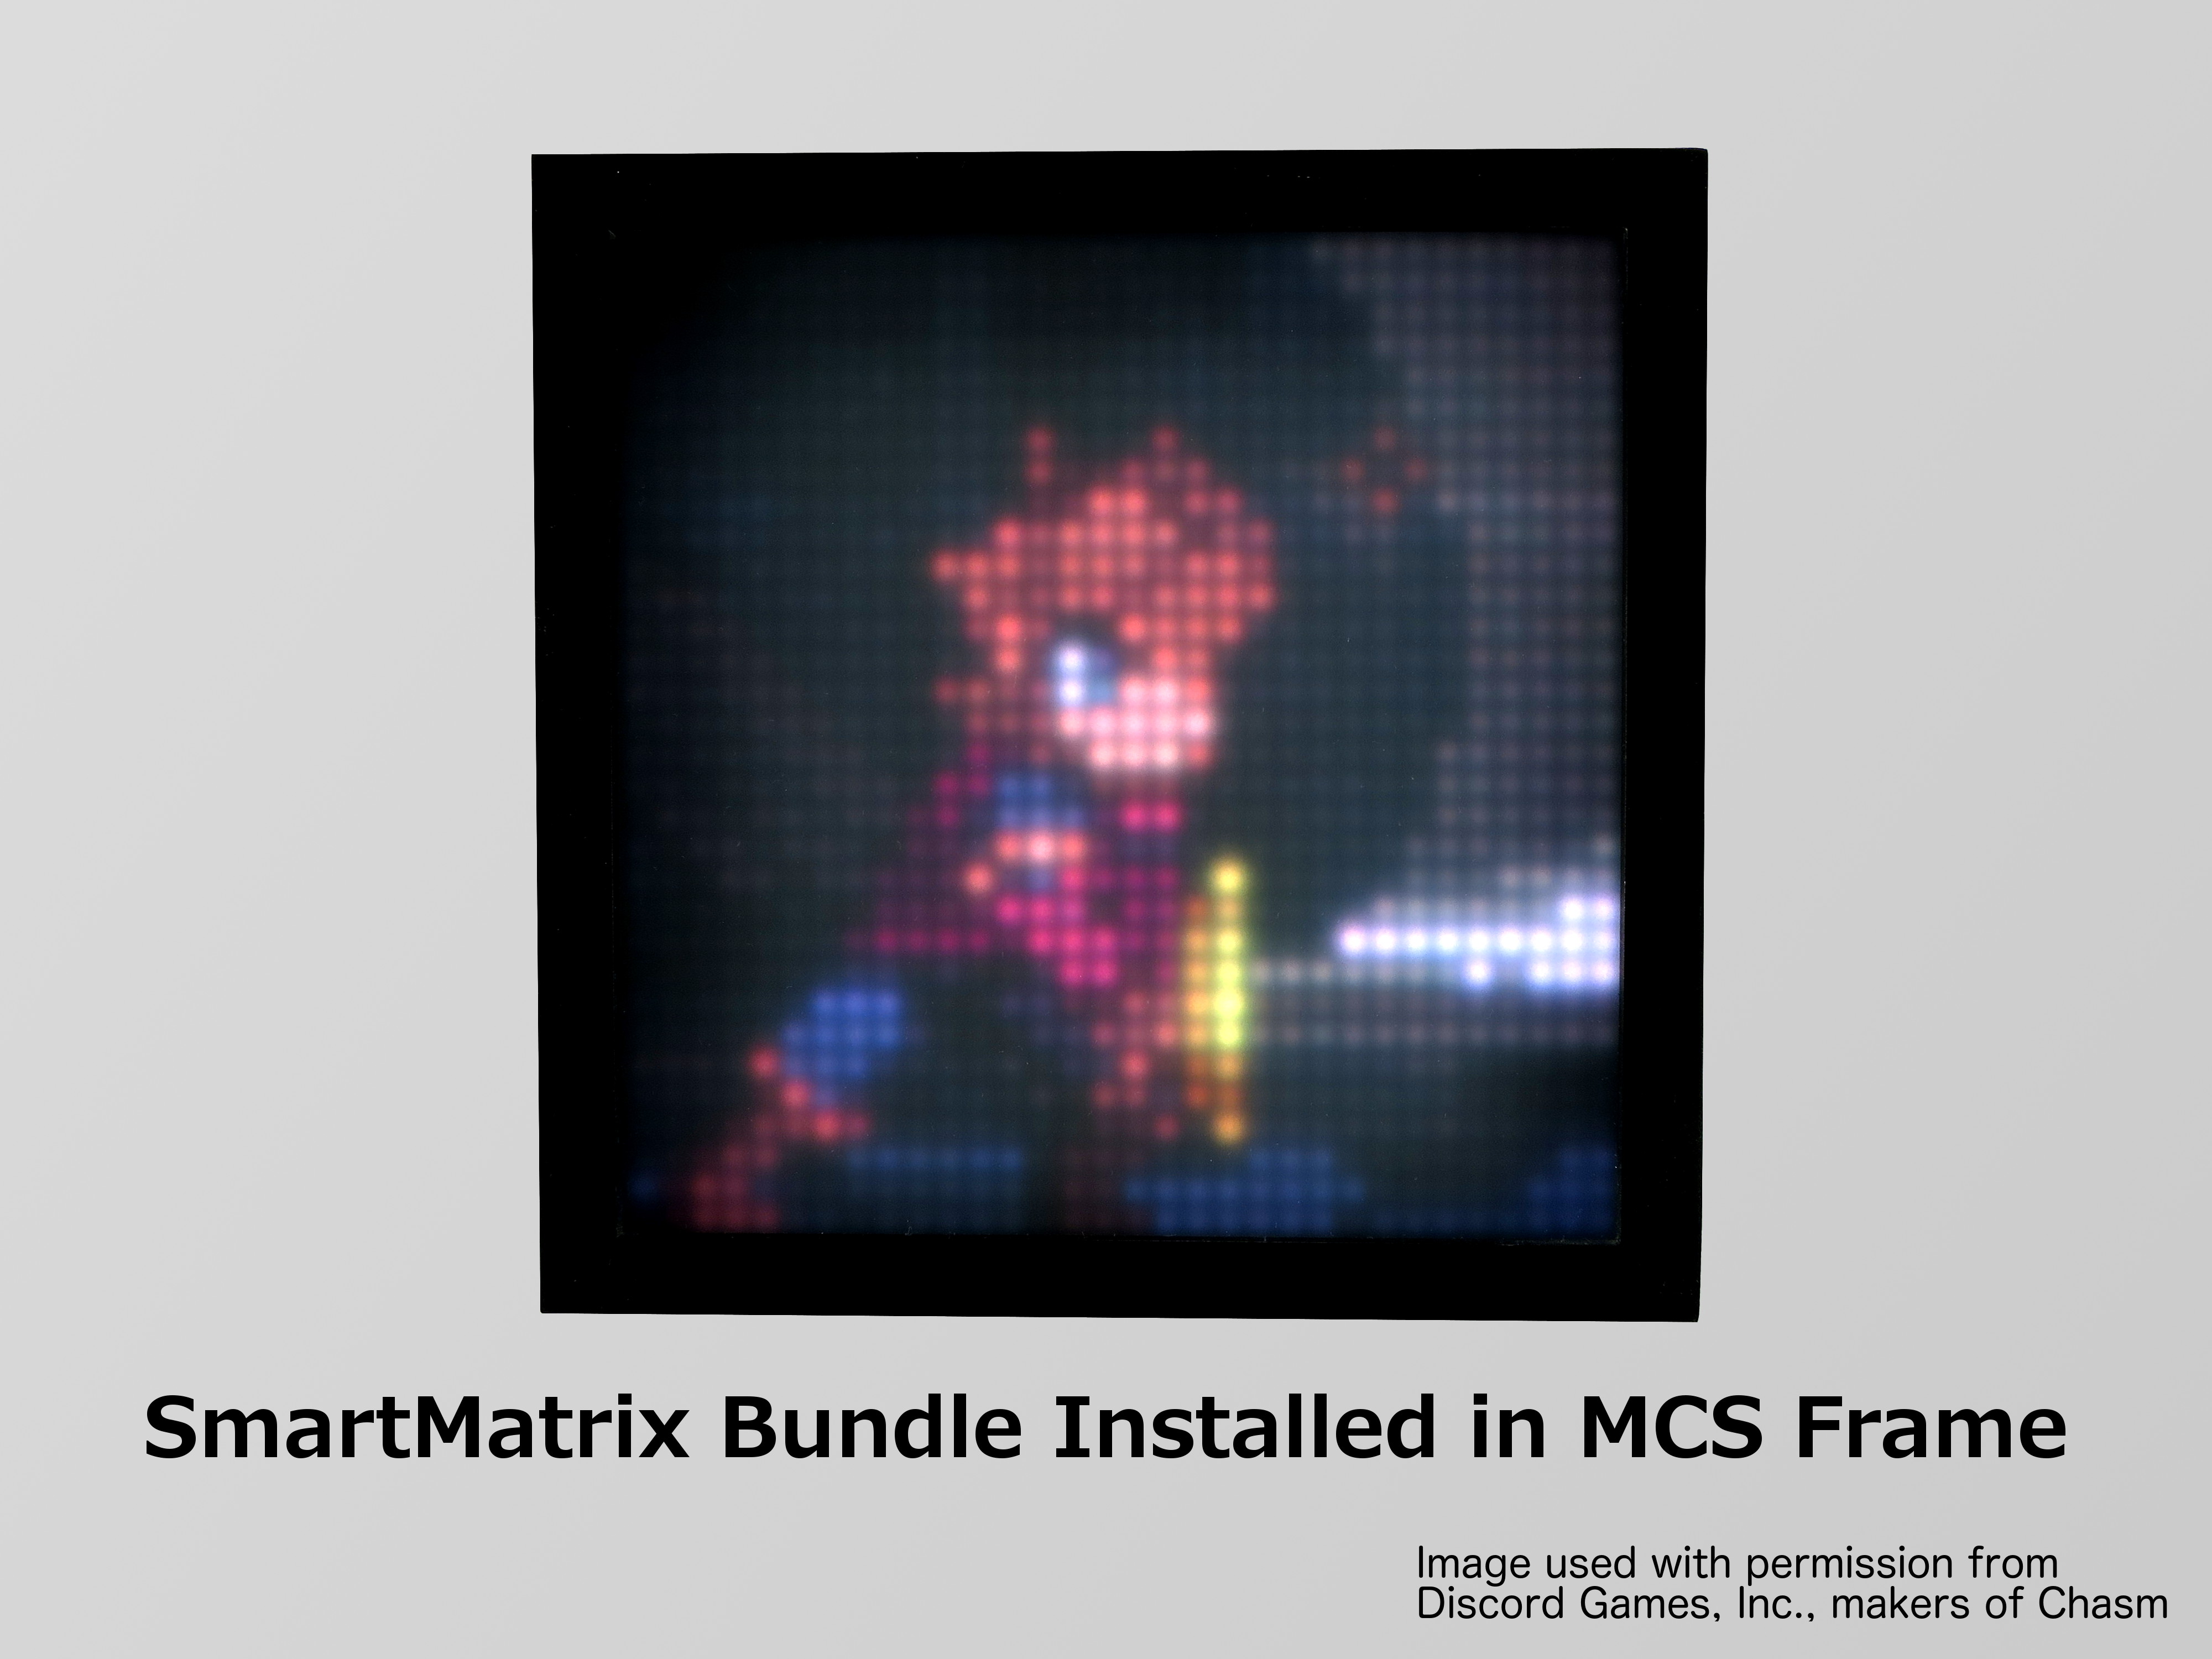 SmartMatrix Bundle Installed in MCS Frame
Image used with permission from
Discord Games, Inc., makers of Chasm